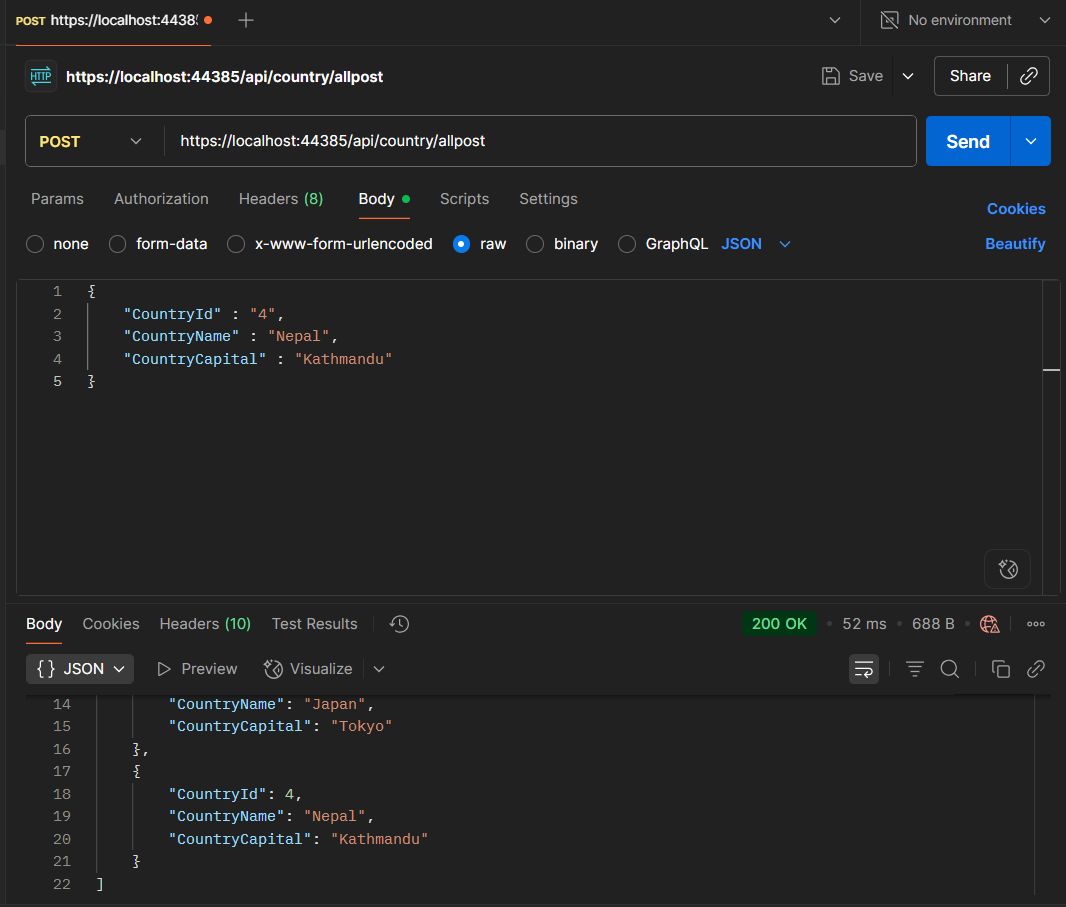 POST https://localhost:4438
No environment
HTTP https://localhost:44385/api/country/allpost
Save
Share
POST https://localhost:44385/api/country/allpost
Send
Params Authorization Headers (8) Body Scripts Settings
Cookies
none form-data x-www-form-urlencoded raw binary GraphQL JSON
Beautify
1 {
2 "CountryId" : "4",
3 "CountryName" : "Nepal",
4 "CountryCapital" : "Kathmandu"
5 }
Body Cookies Headers (10) Test Results
200 OK • 52 ms • 688 B
{} JSON Preview Visualize
14 "CountryName": "Japan",
15 "CountryCapital": "Tokyo"
16 },
17 {
18 "CountryId": 4,
19 "CountryName": "Nepal",
20 "CountryCapital": "Kathmandu"
21 }
22 ]